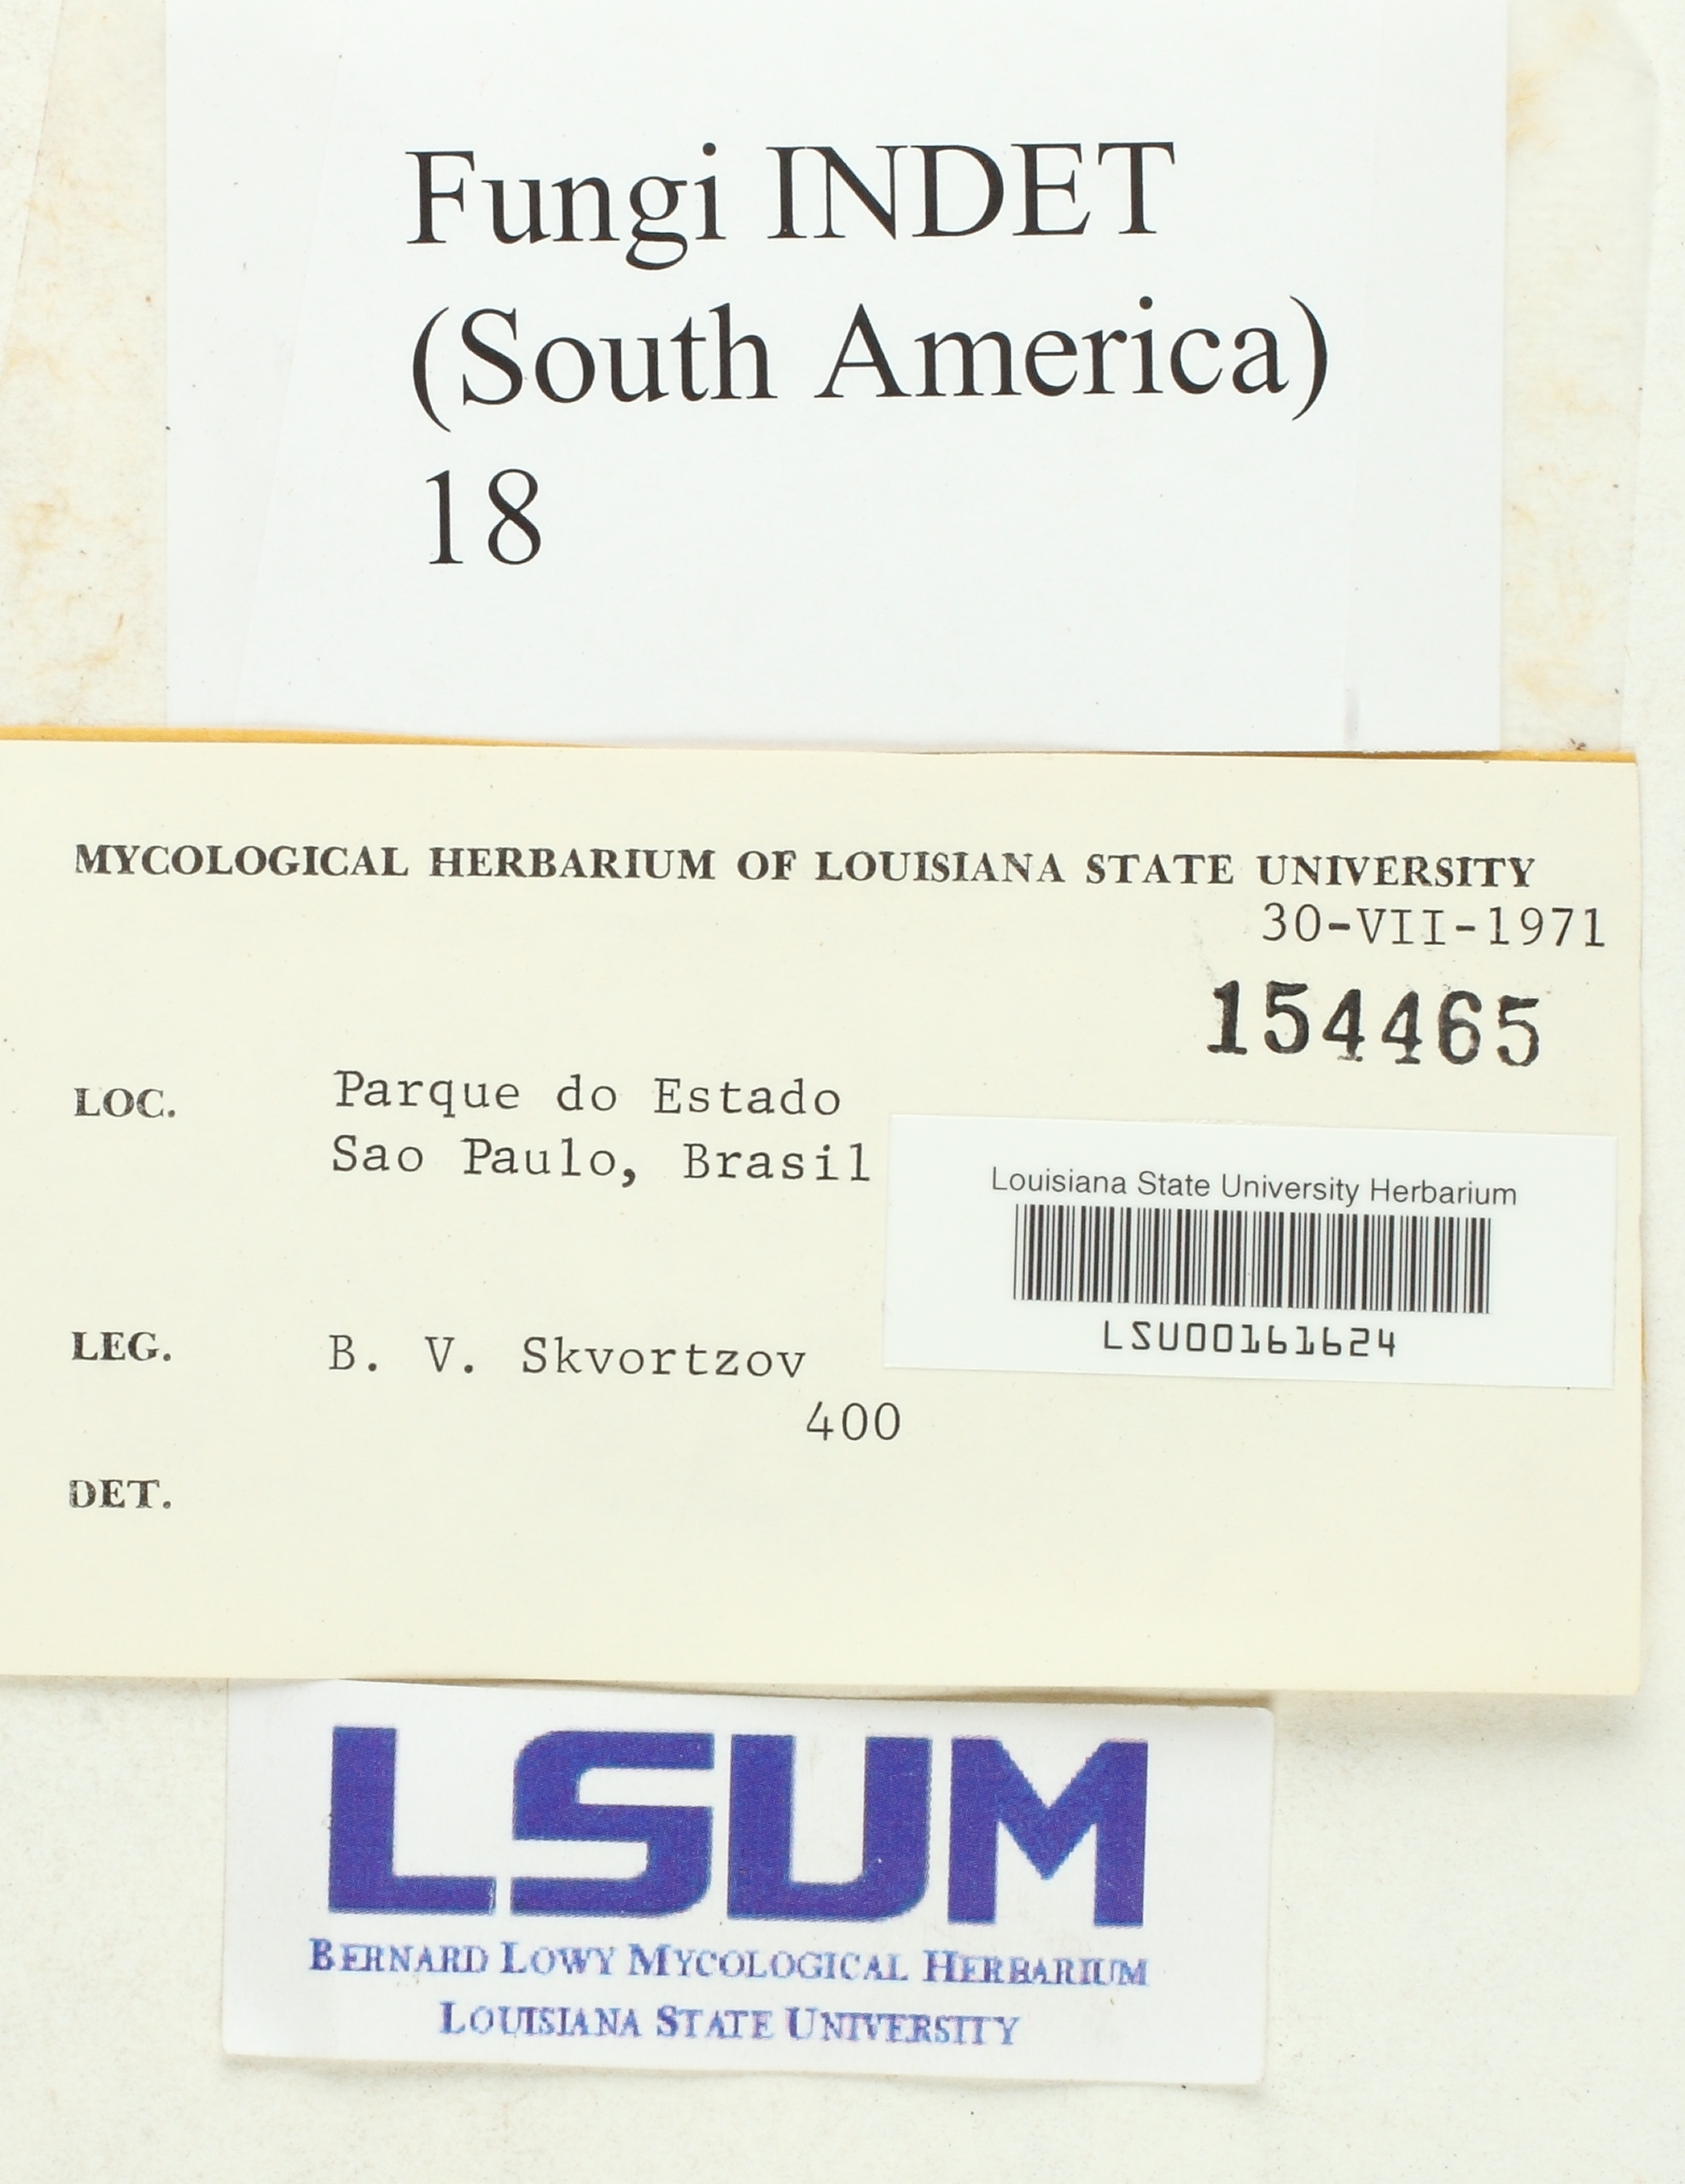 Fungi INDET
(South America)
18
MYCOLOGICAL HERBARIUM OF LOUISIANA STATE UNIVERSITY
30-VII-1971
154465
LOC. Parque do Estado
Sao Paulo, Brasil
Louisiana State University Herbarium
LSU00161624
LEG. B. V. Skvortzov
400
DET.
LSUM
BERNARD LOWY MYCOLOGICAL HERBARIUM
LOUISIANA STATE UNIVERSITY